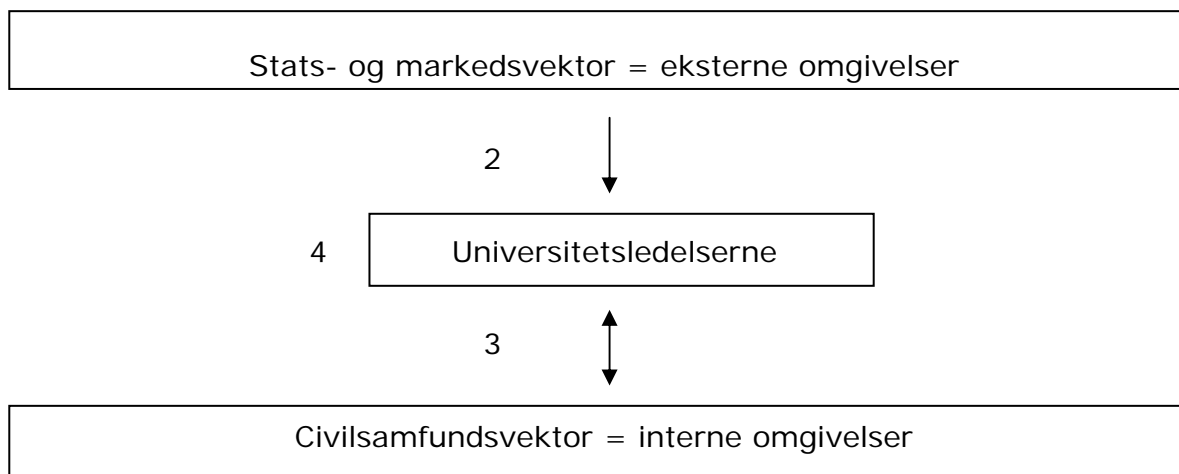 Stats- og markedsvektor = eksterne omgivelser
2
4 Universitetsledelserne
3
Civilsamfundsvektor = interne omgivelser